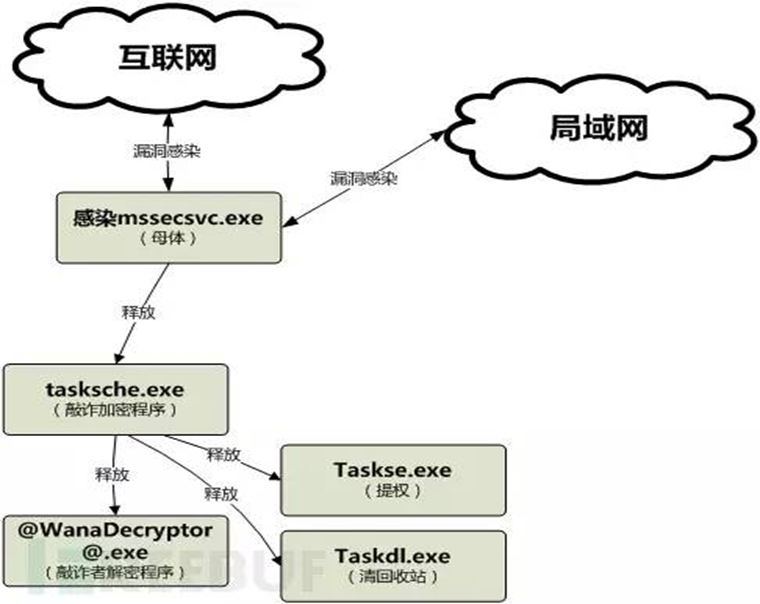 互联网
局域网
漏洞感染
漏洞感染
感染mssecsvc.exe
（母体）
释放
tasksche.exe
（敲诈加密程序）
释放
释放
释放
Taskse.exe
（提权）
@WanaDecryptor
@.exe
（敲诈者解密程序）
Taskdl.exe
（清回收站）